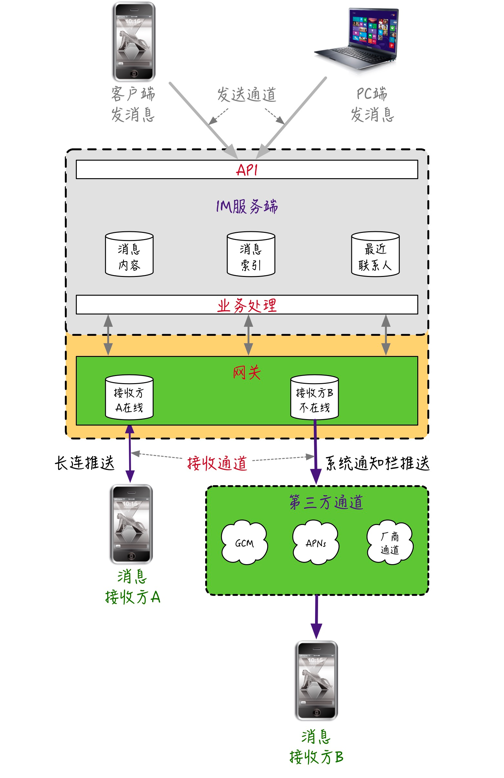 客户端
发消息
发送通道
PC端
发消息
API
IM服务端
消息
内容
消息
索引
最近
联系人
业务处理
网关
接收方
A在线
接收方B
不在线
长连推送
接收通道
系统通知栏推送
第三方通道
GCM
APNs
厂商
通道
消息
接收方A
消息
接收方B